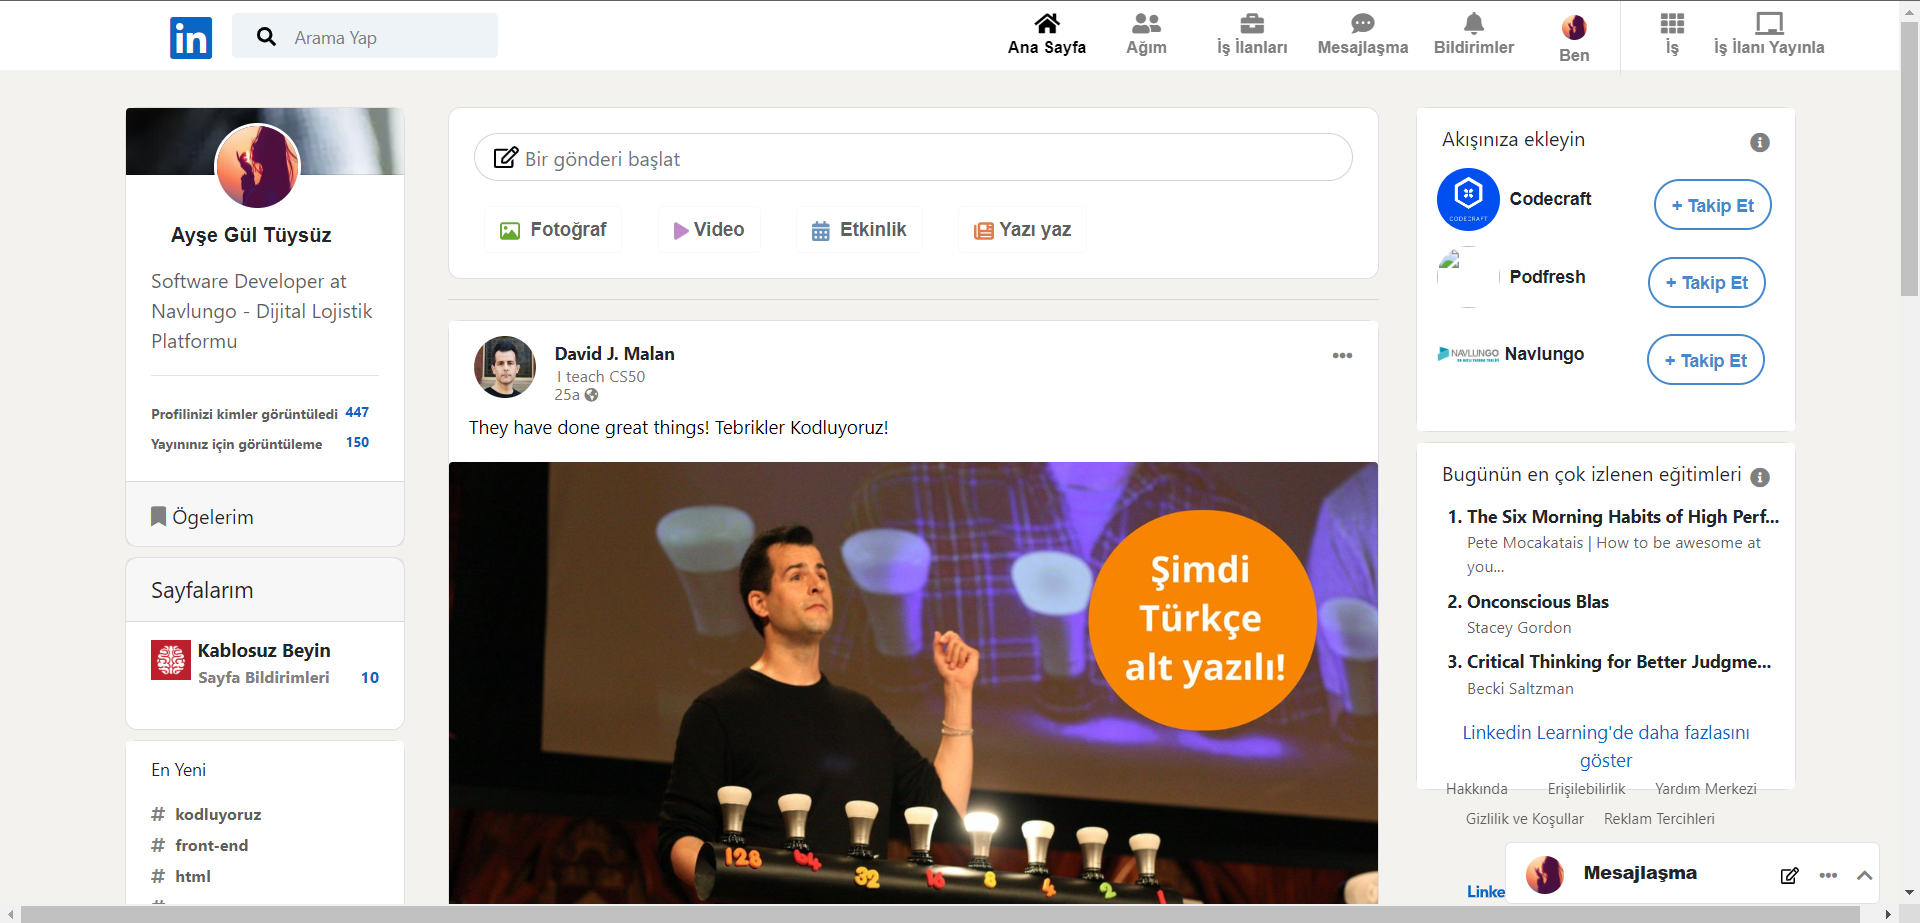 in
Arama Yap
Ana Sayfa
Ağım
İş İlanları
Mesajlaşma
Bildirimler
Ben
İş
İş İlanı Yayınla
Ayşe Gül Tüysüz
Software Developer at
Navlungo - Dijital Lojistik
Platformu
Profilinizi kimler görüntüledi 447
Yayınınız için görüntüleme 150
Ögelerim
Sayfalarım
Kablosuz Beyin
Sayfa Bildirimleri 10
En Yeni
# kodluyoruz
# front-end
# html
#
Bir gönderi başlat
Fotoğraf
Video
Etkinlik
Yazı yaz
David J. Malan
I teach CS50
25a
They have done great things! Tebrikler Kodluyoruz!
Şimdi
Türkçe
alt yazılı!
128
64
32
16
8
4
2
1
Akışınıza ekleyin
CODECRAFT
Codecraft
+ Takip Et
Podfresh
+ Takip Et
NAVLUNGO
Navlungo
+ Takip Et
Bugünün en çok izlenen eğitimleri
1. The Six Morning Habits of High Perf...
Pete Mocakatais | How to be awesome at
you...
2. Onconscious Blas
Stacey Gordon
3. Critical Thinking for Better Judgme...
Becki Saltzman
Linkedin Learning'de daha fazlasını
göster
Hakkında
Erişilebilirlik
Yardım Merkezi
Gizlilik ve Koşullar
Reklam Tercihleri
Linke
Mesajlaşma